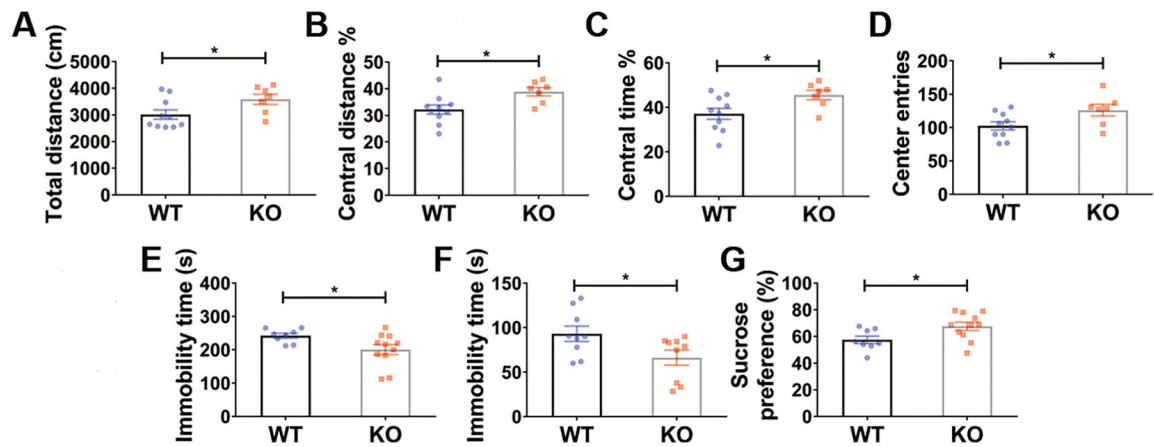 A
Total distance (cm)
5000
4000
3000
2000
1000
0
*
WT
KO
B
Central distance %
50
40
30
20
10
0
*
WT
KO
C
Central time %
60
40
20
0
*
WT
KO
D
Center entries
200
150
100
50
0
*
WT
KO
E
Immobility time (s)
400
300
200
100
0
*
WT
KO
F
Immobility time (s)
150
100
50
0
*
WT
KO
G
Sucrose
preference (%)
100
80
60
40
20
0
*
WT
KO